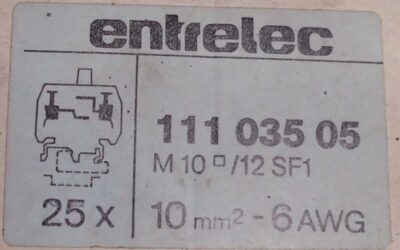 entrelec
111 035 05
M 10 □/12 SF1
25 x
10 mm² - 6 AWG